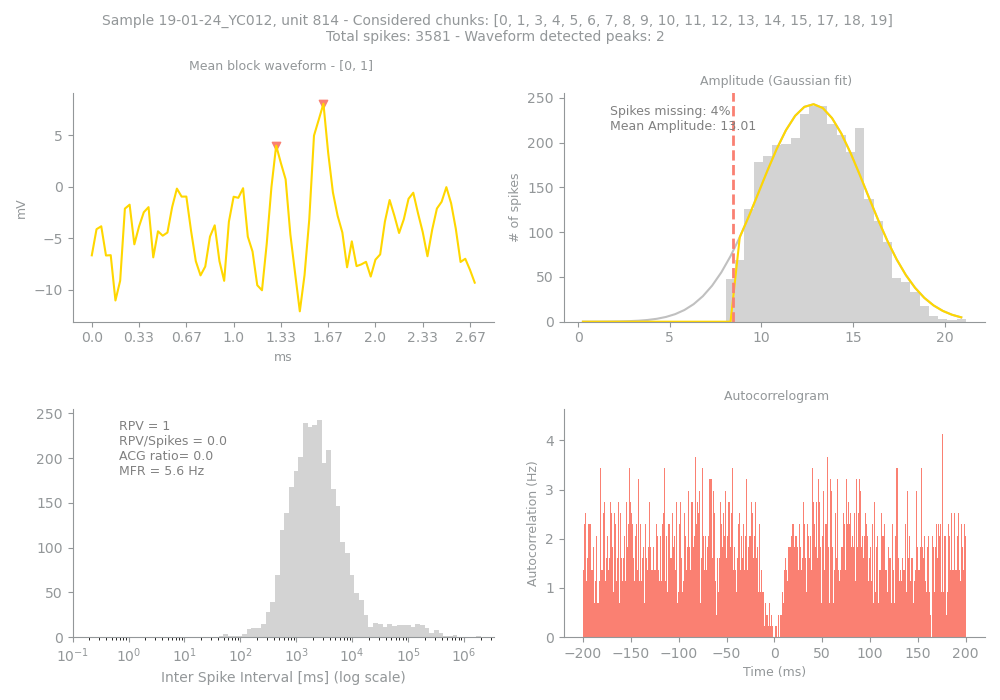 Sample 19-01-24_YC012, unit 814 - Considered chunks: [0, 1, 3, 4, 5, 6, 7, 8, 9, 10, 11, 12, 13, 14, 15, 17, 18, 19]
Total spikes: 3581 - Waveform detected peaks: 2
Mean block waveform - [0, 1]
mV
5
0
−5
−10
0.0 0.33 0.67 1.0 1.33 1.67 2.0 2.33 2.67
ms
Amplitude (Gaussian fit)
Spikes missing: 4%
Mean Amplitude: 13.01
# of spikes
250
200
150
100
50
0
0 5 10 15 20
RPV = 1
RPV/Spikes = 0.0
ACG ratio= 0.0
MFR = 5.6 Hz
250
200
150
100
50
0
10⁻¹ 10⁰ 10¹ 10² 10³ 10⁴ 10⁵ 10⁶
Inter Spike Interval [ms] (log scale)
Autocorrelogram
Autocorrelation (Hz)
4
3
2
1
0
−200 −150 −100 −50 0 50 100 150 200
Time (ms)